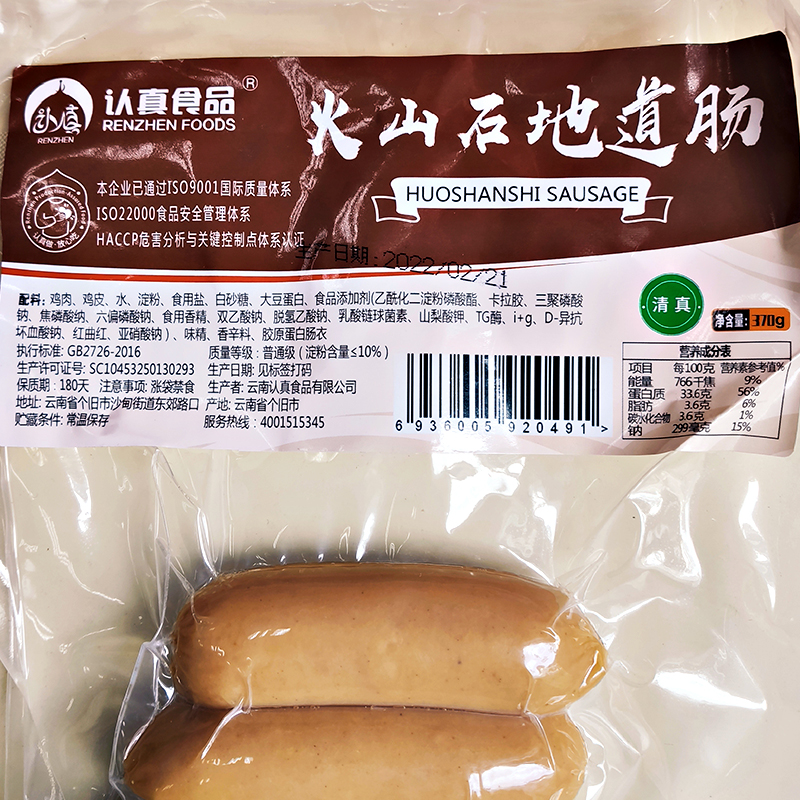 认真食品®
RENZHEN FOODS
RENZHEN
火山石地道肠
HUOSHANSHI SAUSAGE
本企业已通过ISO9001国际质量体系
ISO22000食品安全管理体系
HACCP危害分析与关键控制点体系认证
认真做·放心吃
生产日期：2022/02/21
配料: 鸡肉、鸡皮、水、淀粉、食用盐、白砂糖、大豆蛋白、食品添加剂(乙酰化二淀粉磷酸酯、卡拉胶、三聚磷酸
钠、焦磷酸钠、六偏磷酸钠、食用香精、双乙酸钠、脱氢乙酸钠、乳酸链球菌素、山梨酸钾、TG酶、i+g、D-异抗
坏血酸钠、红曲红、亚硝酸钠）、味精、香辛料、胶原蛋白肠衣
执行标准: GB2726-2016 质量等级: 普通级 ( 淀粉含量≤10% )
生产许可证号: SC10453250130293 生产日期: 见标签打码
保质期: 180天 注意事项: 涨袋禁食 生产者: 云南认真食品有限公司
地址: 云南省个旧市沙甸街道东郊路口 产地: 云南省个旧市
贮藏条件: 常温保存 服务热线: 4001515345
6 936005 920491 >
清真
净含量: 370g
营养成分表
项目 每100克 营养素参考值%
能量 766千焦 9%
蛋白质 33.6克 56%
脂肪 3.6克 6%
碳水化合物 3.6克 1%
钠 299毫克 15%